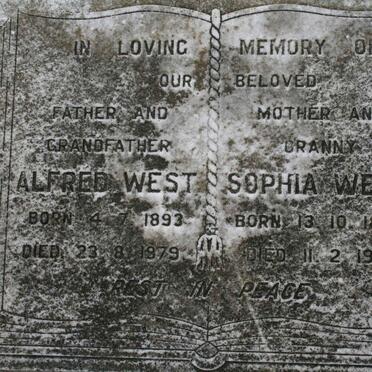 IN LOVING MEMORY
OUR BELOVED
FATHER AND MOTHER
GRANDFATHER GRANNY
ALFRED WEST SOPHIA
BORN 4 7 1893 BORN 13 10
DIED 23 8 1979 DIED 11 2
REST IN PEACE